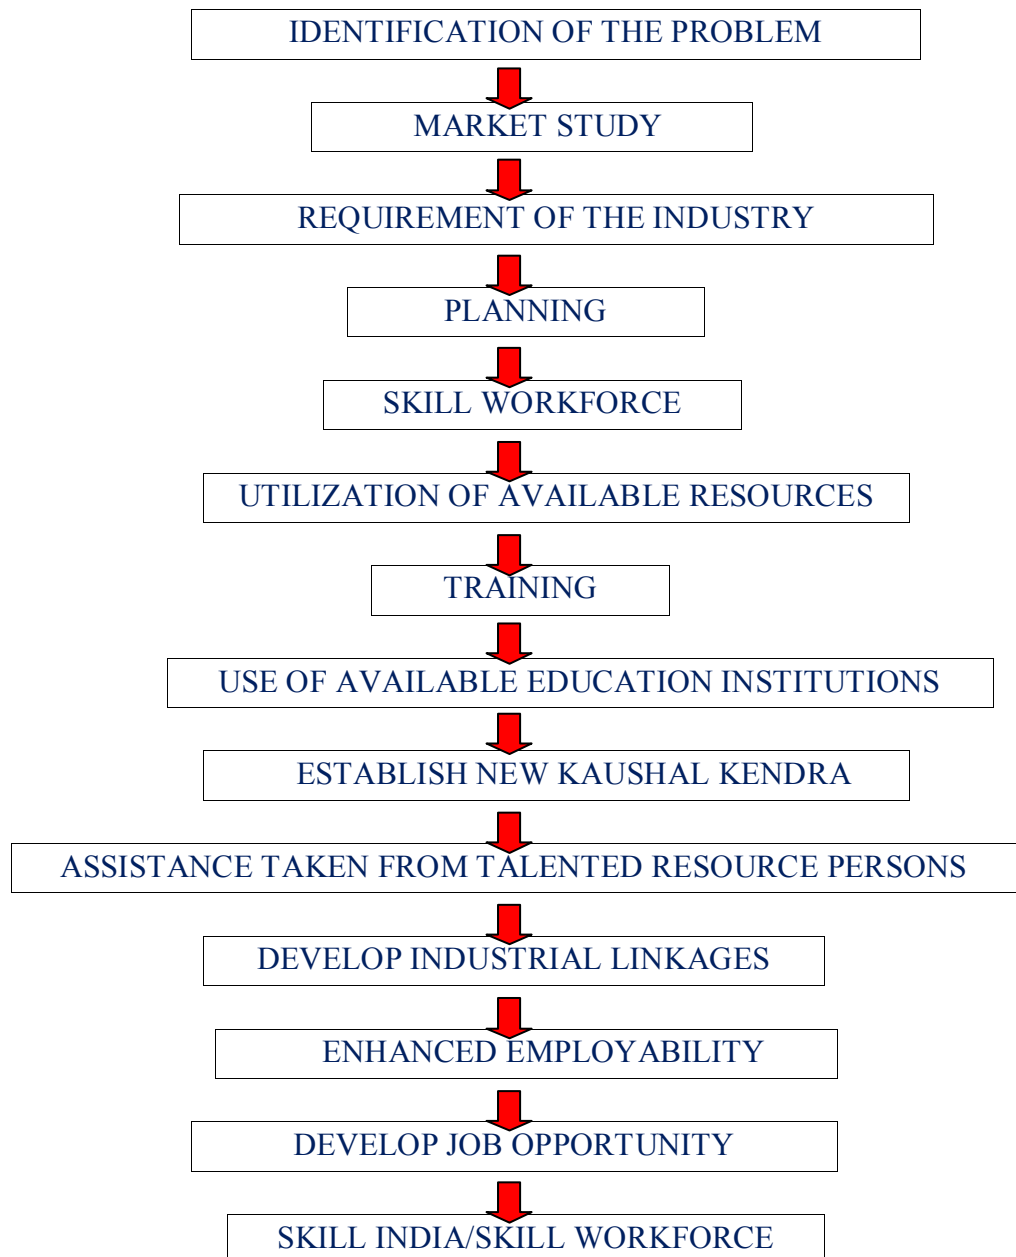 IDENTIFICATION OF THE PROBLEM
MARKET STUDY
REQUIREMENT OF THE INDUSTRY
PLANNING
SKILL WORKFORCE
UTILIZATION OF AVAILABLE RESOURCES
TRAINING
USE OF AVAILABLE EDUCATION INSTITUTIONS
ESTABLISH NEW KAUSHAL KENDRA
ASSISTANCE TAKEN FROM TALENTED RESOURCE PERSONS
DEVELOP INDUSTRIAL LINKAGES
ENHANCED EMPLOYABILITY
DEVELOP JOB OPPORTUNITY
SKILL INDIA/SKILL WORKFORCE